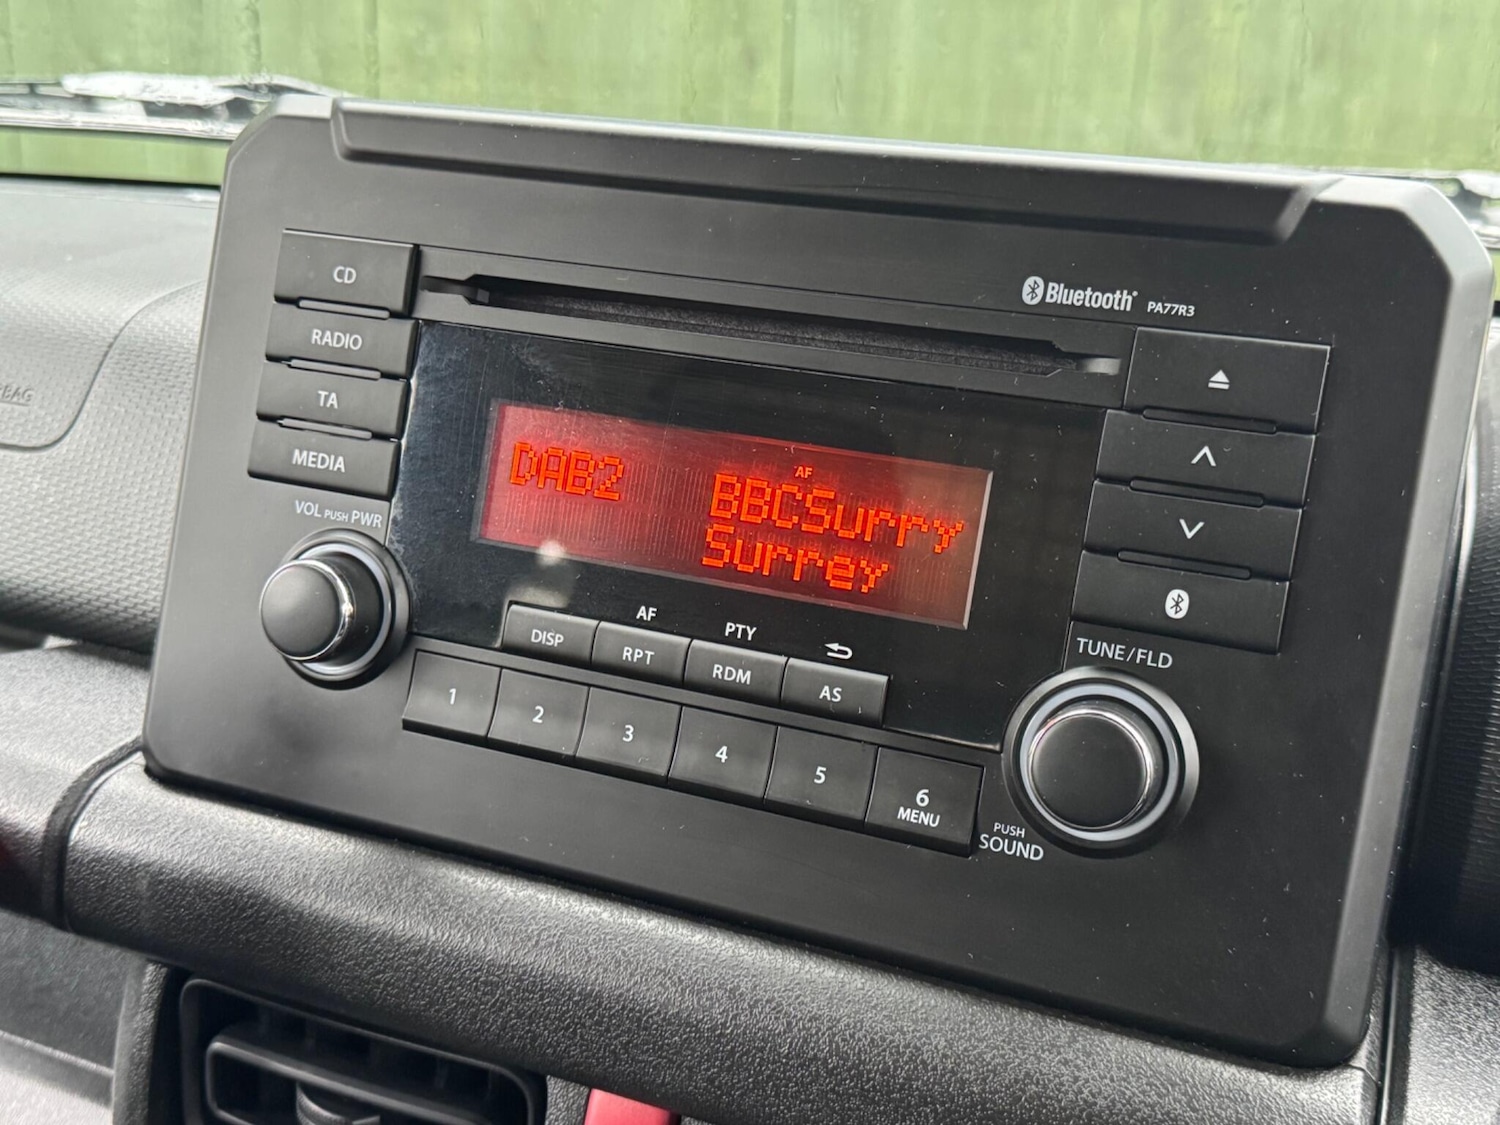 CD
RADIO
TA
MEDIA
VOL PUSH PWR
Bluetooth® PA77R3
AF
DAB2 BBCSurry
Surrey
DISP
AF
RPT
PTY
RDM
AS
1
2
3
4
5
6
MENU
TUNE/FLD
PUSH
SOUND